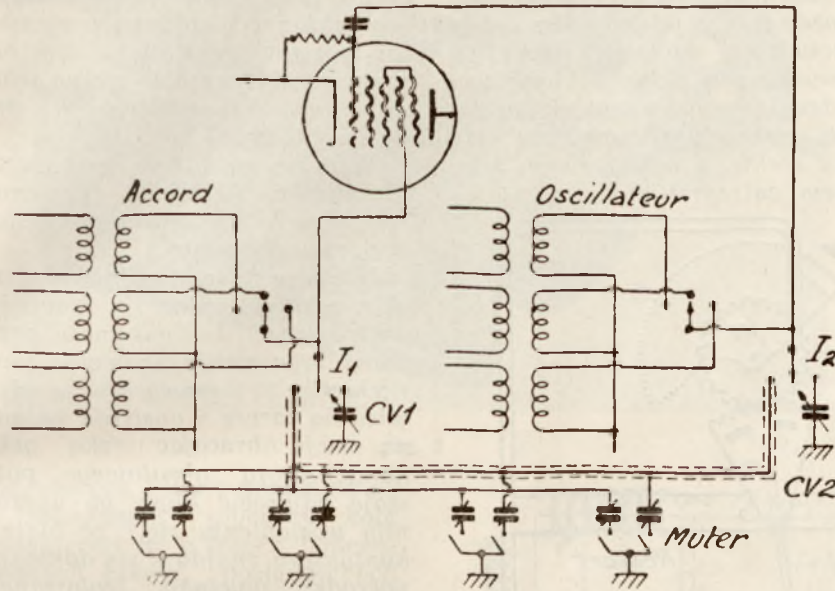 Accord
Oscillateur
I1
I2
CV1
CV2
Muter